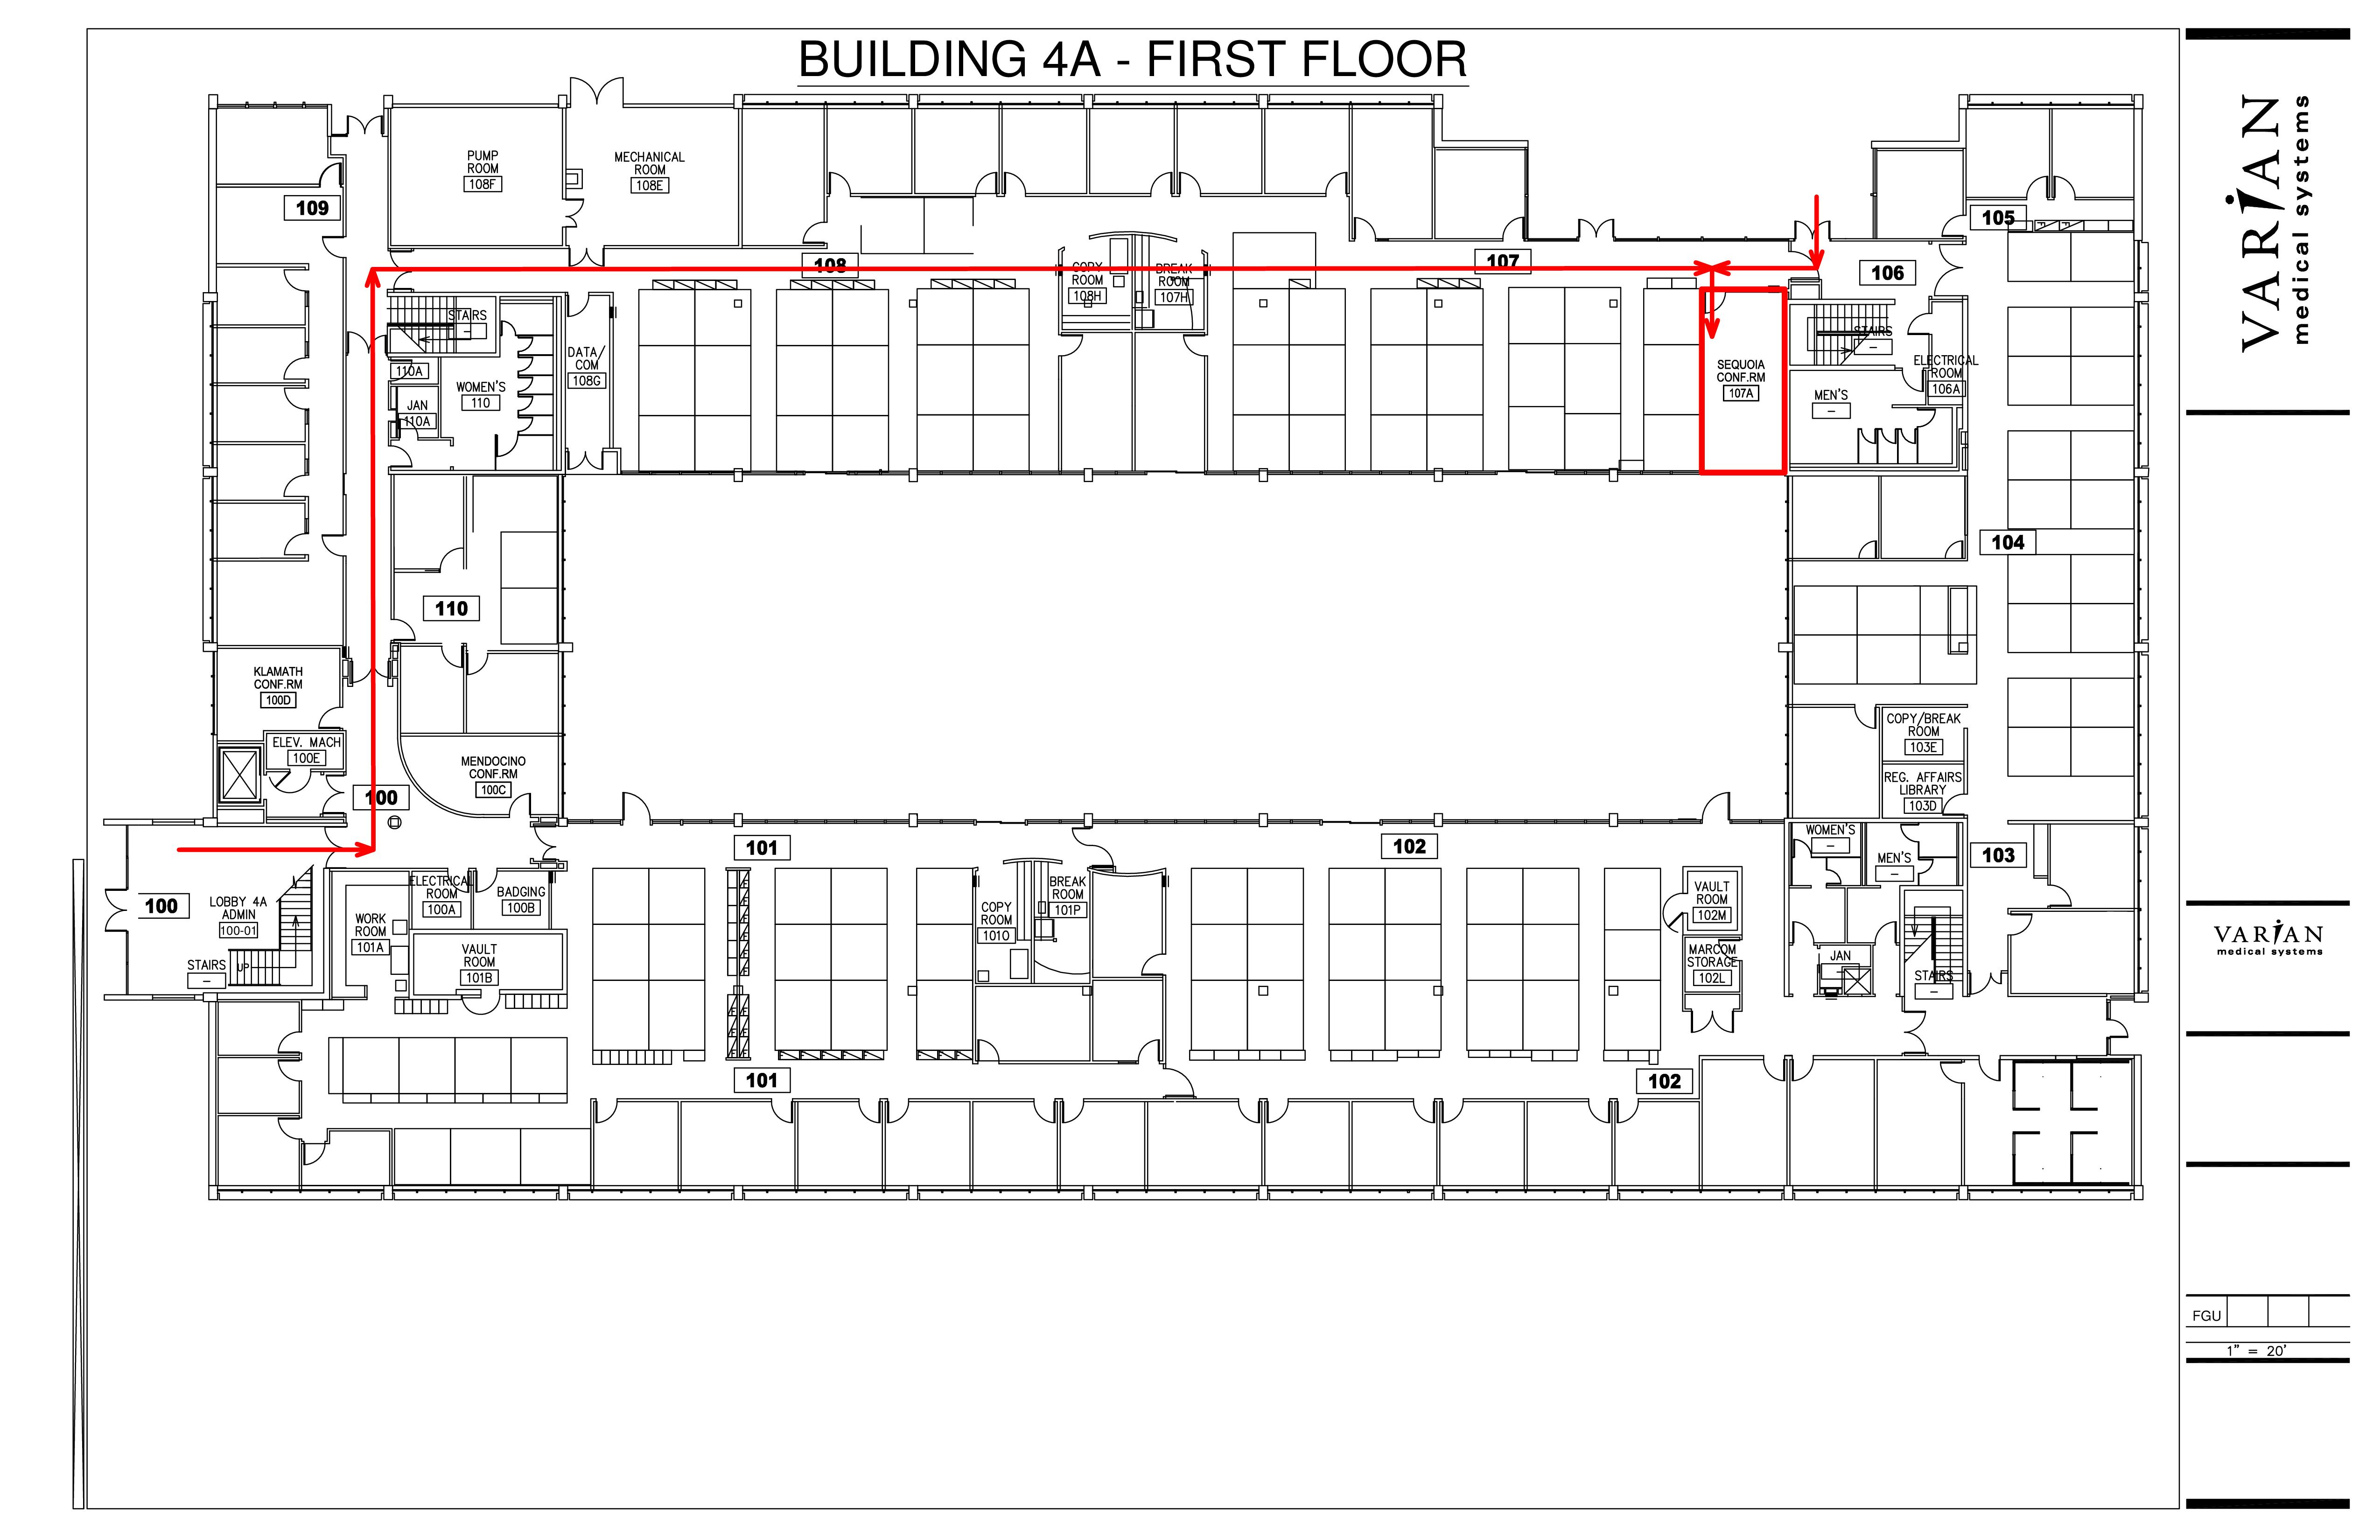 BUILDING 4A - FIRST FLOOR
VARIAN
medical systems
PUMP
ROOM
108F
MECHANICAL
ROOM
108E
109
105
108
107
106
COPY
ROOM
108H
BREAK
ROOM
107H
STAIRS
-
DATA/
COM
108G
110A
WOMEN'S
110
JAN
110A
SEQUOIA
CONF.RM
107A
STAIRS
-
ELECTRICAL
ROOM
106A
MEN'S
-
104
110
KLAMATH
CONF.RM
100D
ELEV. MACH
100E
MENDOCINO
CONF.RM
100C
COPY/BREAK
ROOM
103E
REG. AFFAIRS
LIBRARY
103D
100
101
102
WOMEN'S
-
MEN'S
-
103
100
LOBBY 4A
ADMIN
100-01
STAIRS
-
UP
ELECTRICAL
ROOM
100A
BADGING
100B
WORK
ROOM
101A
VAULT
ROOM
101B
COPY
ROOM
101O
BREAK
ROOM
101P
VAULT
ROOM
102M
MARCOM
STORAGE
102L
JAN
-
STAIRS
-
101
102
VARIAN
medical systems
FGU
1" = 20'